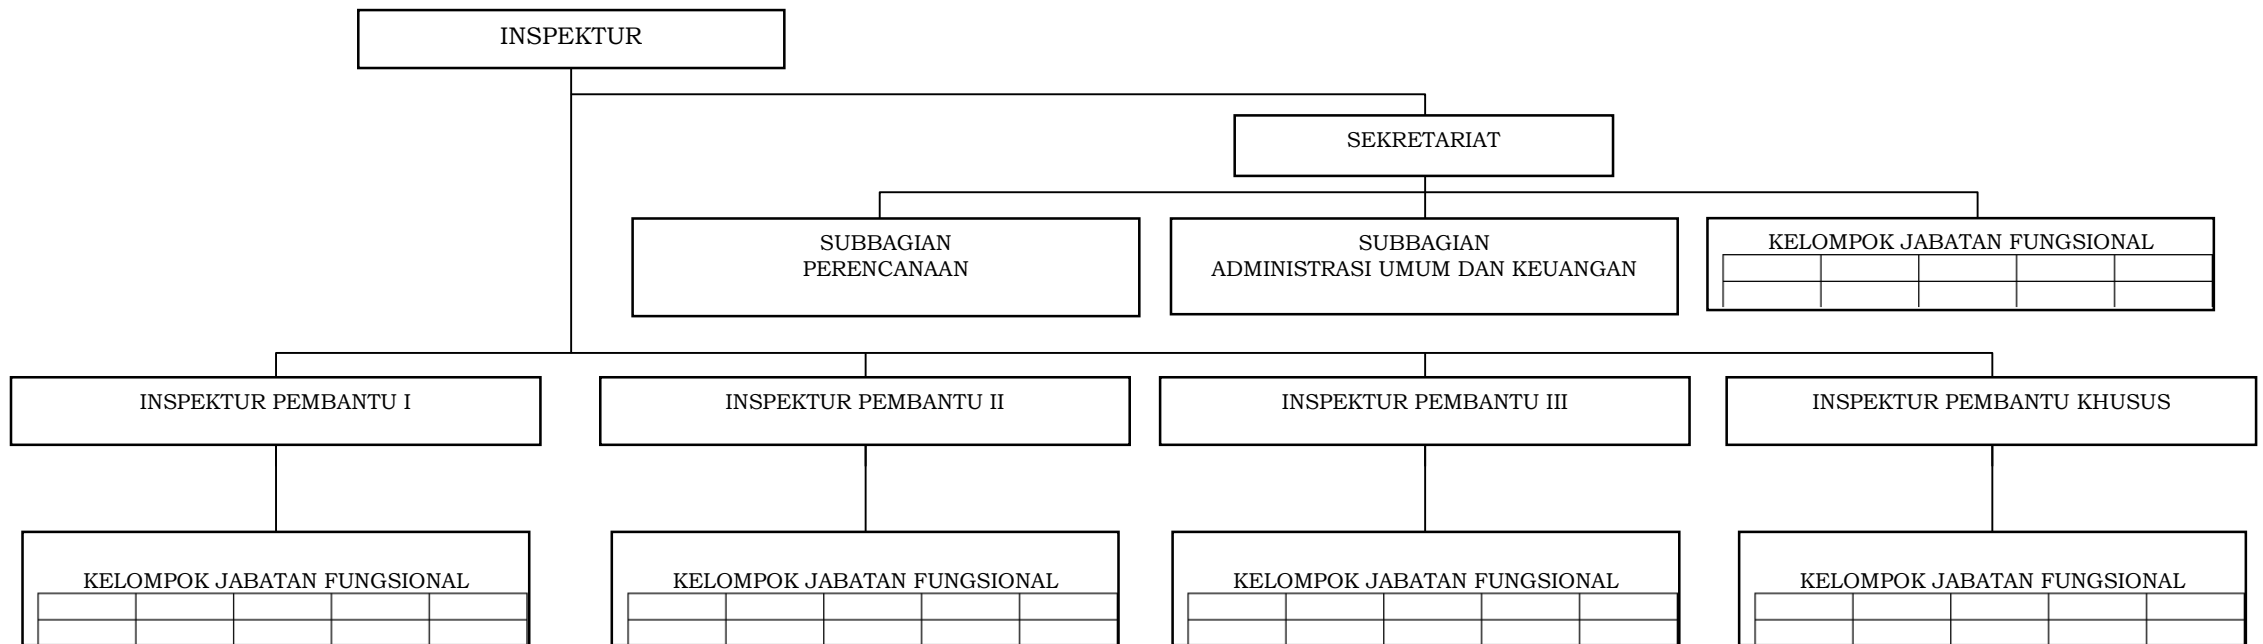 INSPEKTUR
SEKRETARIAT
SUBBAGIAN
PERENCANAAN
SUBBAGIAN
ADMINISTRASI UMUM DAN KEUANGAN
KELOMPOK JABATAN FUNGSIONAL
INSPEKTUR PEMBANTU I
INSPEKTUR PEMBANTU II
INSPEKTUR PEMBANTU III
INSPEKTUR PEMBANTU KHUSUS
KELOMPOK JABATAN FUNGSIONAL
KELOMPOK JABATAN FUNGSIONAL
KELOMPOK JABATAN FUNGSIONAL
KELOMPOK JABATAN FUNGSIONAL